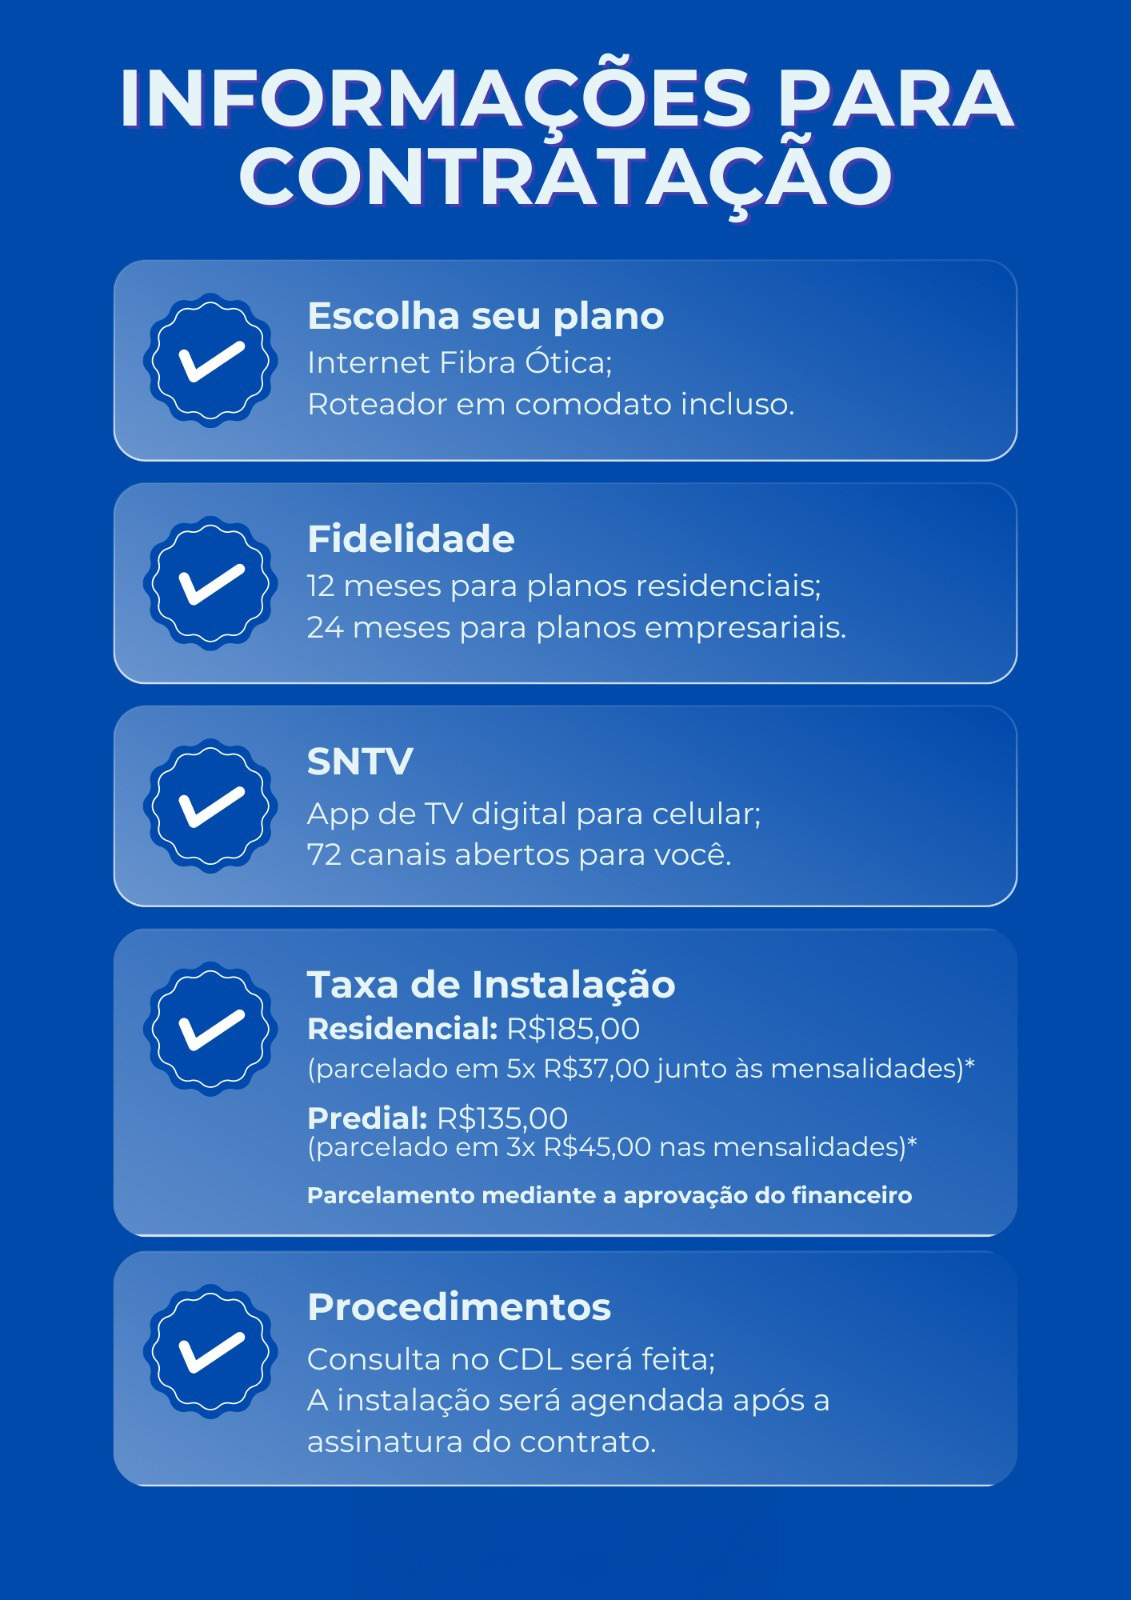 INFORMAÇÕES PARA
CONTRATAÇÃO
Escolha seu plano
Internet Fibra Ótica;
Roteador em comodato incluso.
Fidelidade
12 meses para planos residenciais;
24 meses para planos empresariais.
SNTV
App de TV digital para celular;
72 canais abertos para você.
Taxa de Instalação
Residencial: R$185,00
(parcelado em 5x R$37,00 junto às mensalidades)*
Predial: R$135,00
(parcelado em 3x R$45,00 nas mensalidades)*
Parcelamento mediante a aprovação do financeiro
Procedimentos
Consulta no CDL será feita;
A instalação será agendada após a
assinatura do contrato.